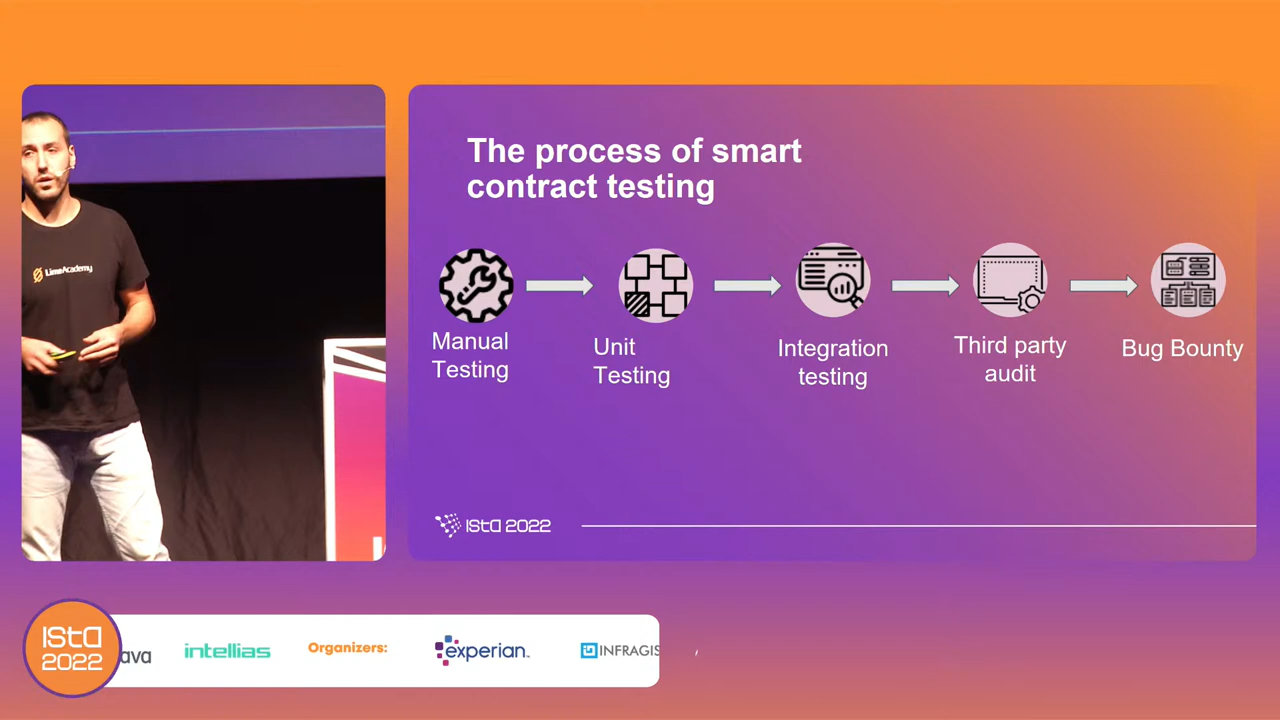 LimeAcademy
The process of smart
contract testing
Manual
Testing
Unit
Testing
Integration
testing
Third party
audit
Bug Bounty
ISTA 2022
ISTA
2022
ava
intellias
Organizers:
experian.
INFRAGIS